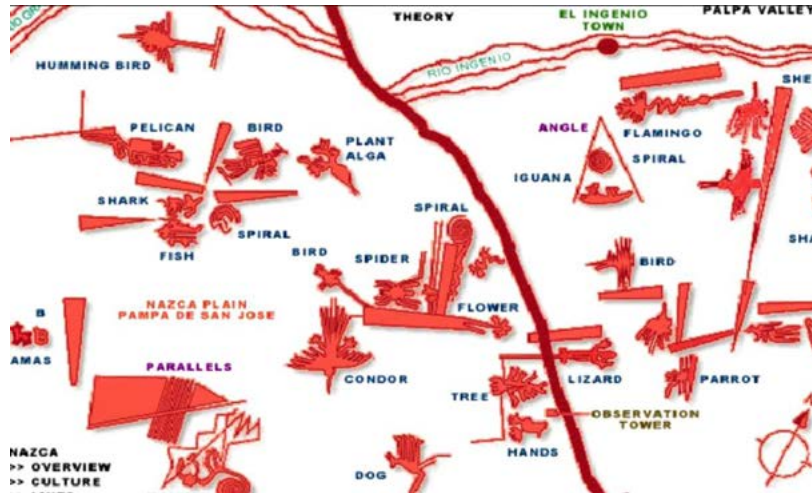 THEORY
EL INGENIO
TOWN
PALPA VALLEY
RIO INGENIO
HUMMING BIRD
SHE
PELICAN
BIRD
PLANT
ALGA
ANGLE
FLAMINGO
SPIRAL
IGUANA
SHARK
SPIRAL
SPIRAL
FISH
BIRD
SPIDER
SHA
BIRD
NAZCA PLAIN
PAMPA DE SAN JOSE
FLOWER
B
AMAS
PARALLELS
CONDOR
LIZARD
PARROT
TREE
OBSERVATION
TOWER
HANDS
NAZCA
>> OVERVIEW
>> CULTURE
DOG